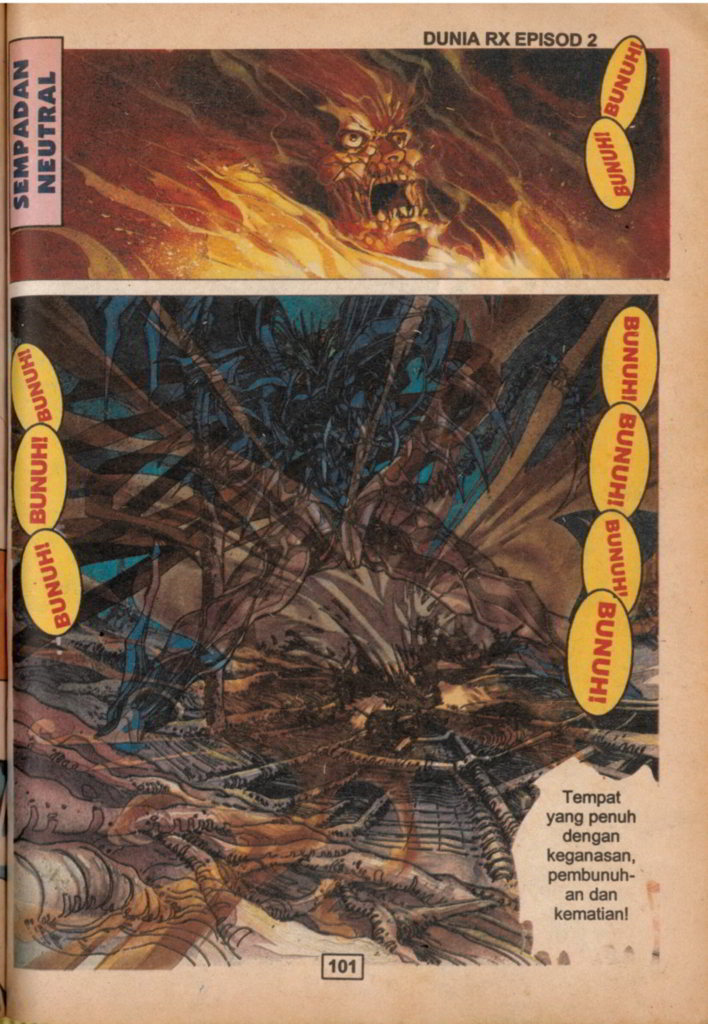 DUNIA RX EPISOD 2
SEMPADAN
NEUTRAL
BUNUH!
BUNUH!
BUNUH!
BUNUH!
BUNUH!
BUNUH!
BUNUH!
BUNUH!
BUNUH!
Tempat
yang penuh
dengan
keganasan,
pembunuh-
an dan
kematian!
101